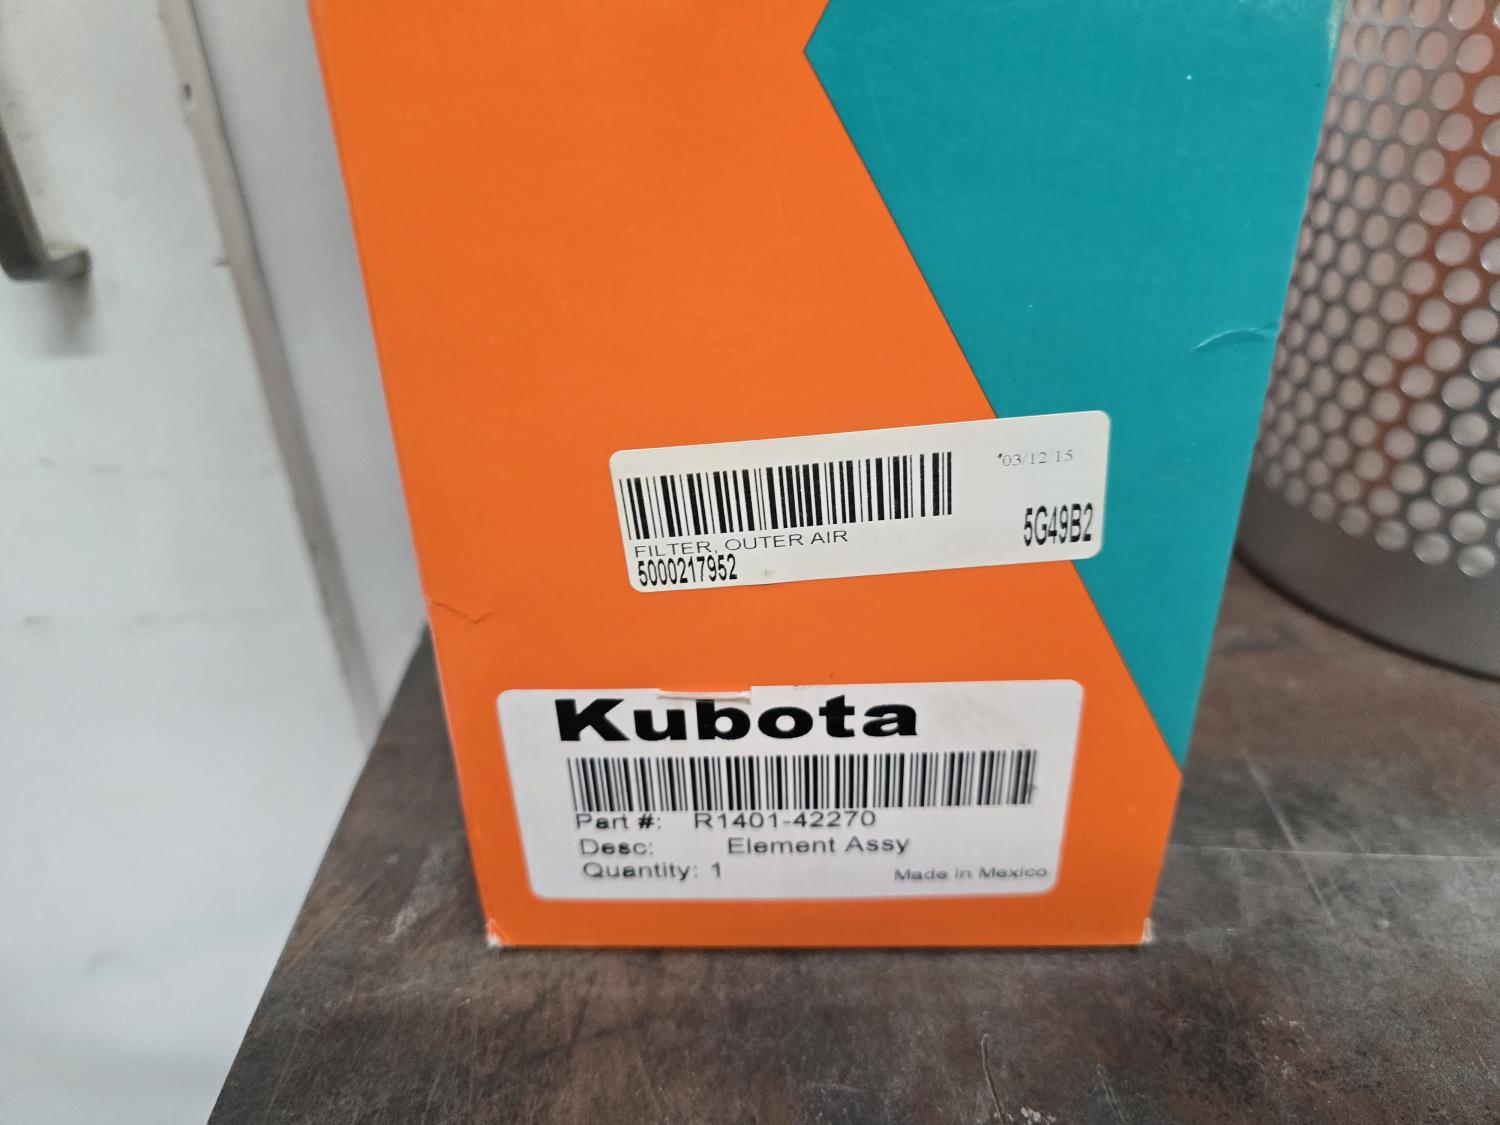 '03/12/15
5G49B2
FILTER, OUTER AIR
5000217952
Kubota
Part #: R1401-42270
Desc: Element Assy
Quantity: 1
Made in Mexico